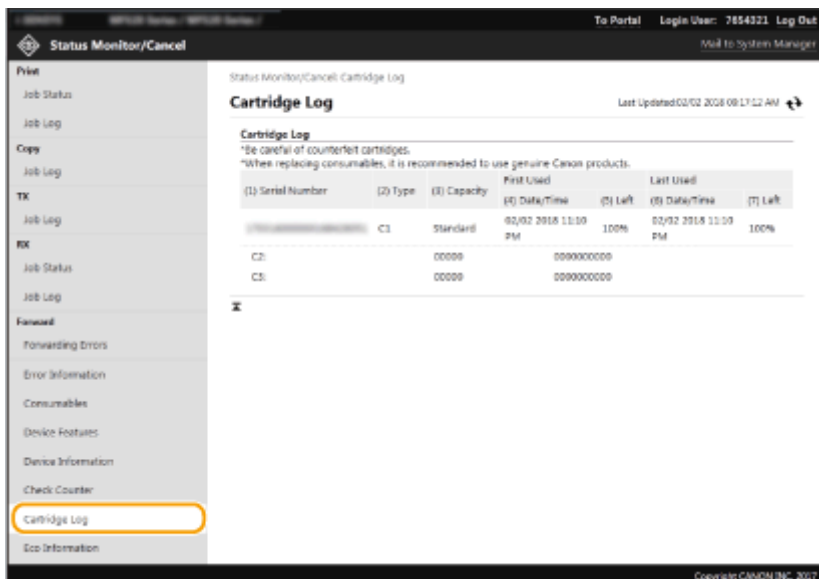 To Portal Login User: 7654321 Log Out
Status Monitor/Cancel
Mail to System Manager
Print
Job Status
Job Log
Copy
Job Log
TX
Job Log
RX
Job Status
Job Log
Forward
Forwarding Errors
Error Information
Consumables
Device Features
Device Information
Check Counter
Cartridge Log
Eco Information
Status Monitor/Cancel: Cartridge Log
Cartridge Log
Last Updated:02/02 2018 08:17:12 AM
Cartridge Log
*Be careful of counterfeit cartridges.
*When replacing consumables, it is recommended to use genuine Canon products.
(1) Serial Number (2) Type (3) Capacity First Used Last Used
(4) Date/Time (5) Left (6) Date/Time (7) Left
C1 Standard 02/02 2018 11:10 PM 100% 02/02 2018 11:10 PM 100%
C2: 00000 0000000000
C3: 00000 0000000000
Copyright CANON INC. 2017